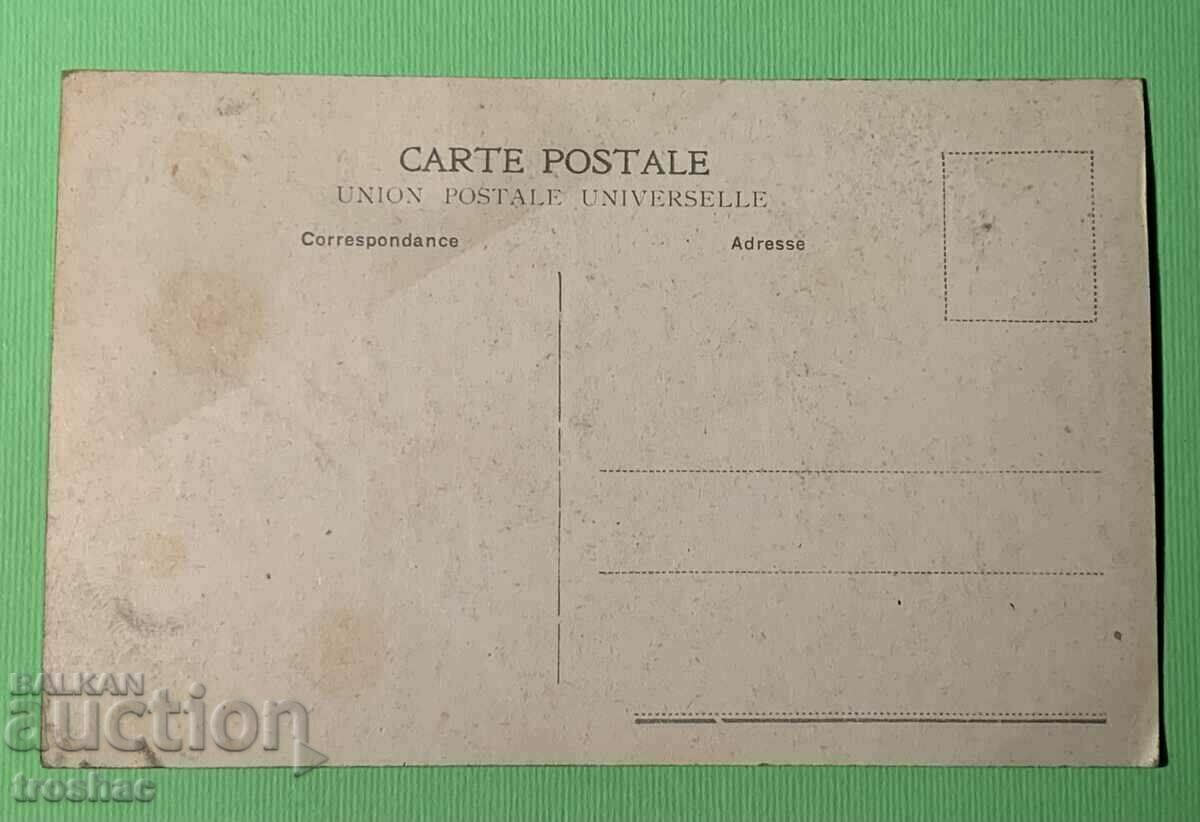 CARTE POSTALE
UNION POSTALE UNIVERSELLE
Correspondance
Adresse
BALKAN
auction
troshac